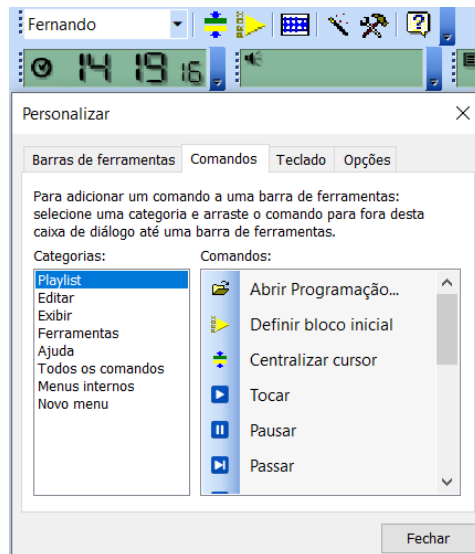 Fernando
14 19 16
Personalizar
Barras de ferramentas Comandos Teclado Opções
Para adicionar um comando a uma barra de ferramentas:
selecione uma categoria e arraste o comando para fora desta
caixa de diálogo até uma barra de ferramentas.
Categorias:
Playlist
Editar
Exibir
Ferramentas
Ajuda
Todos os comandos
Menus internos
Novo menu
Comandos:
Abrir Programação...
Definir bloco inicial
Centralizar cursor
Tocar
Pausar
Passar
Fechar